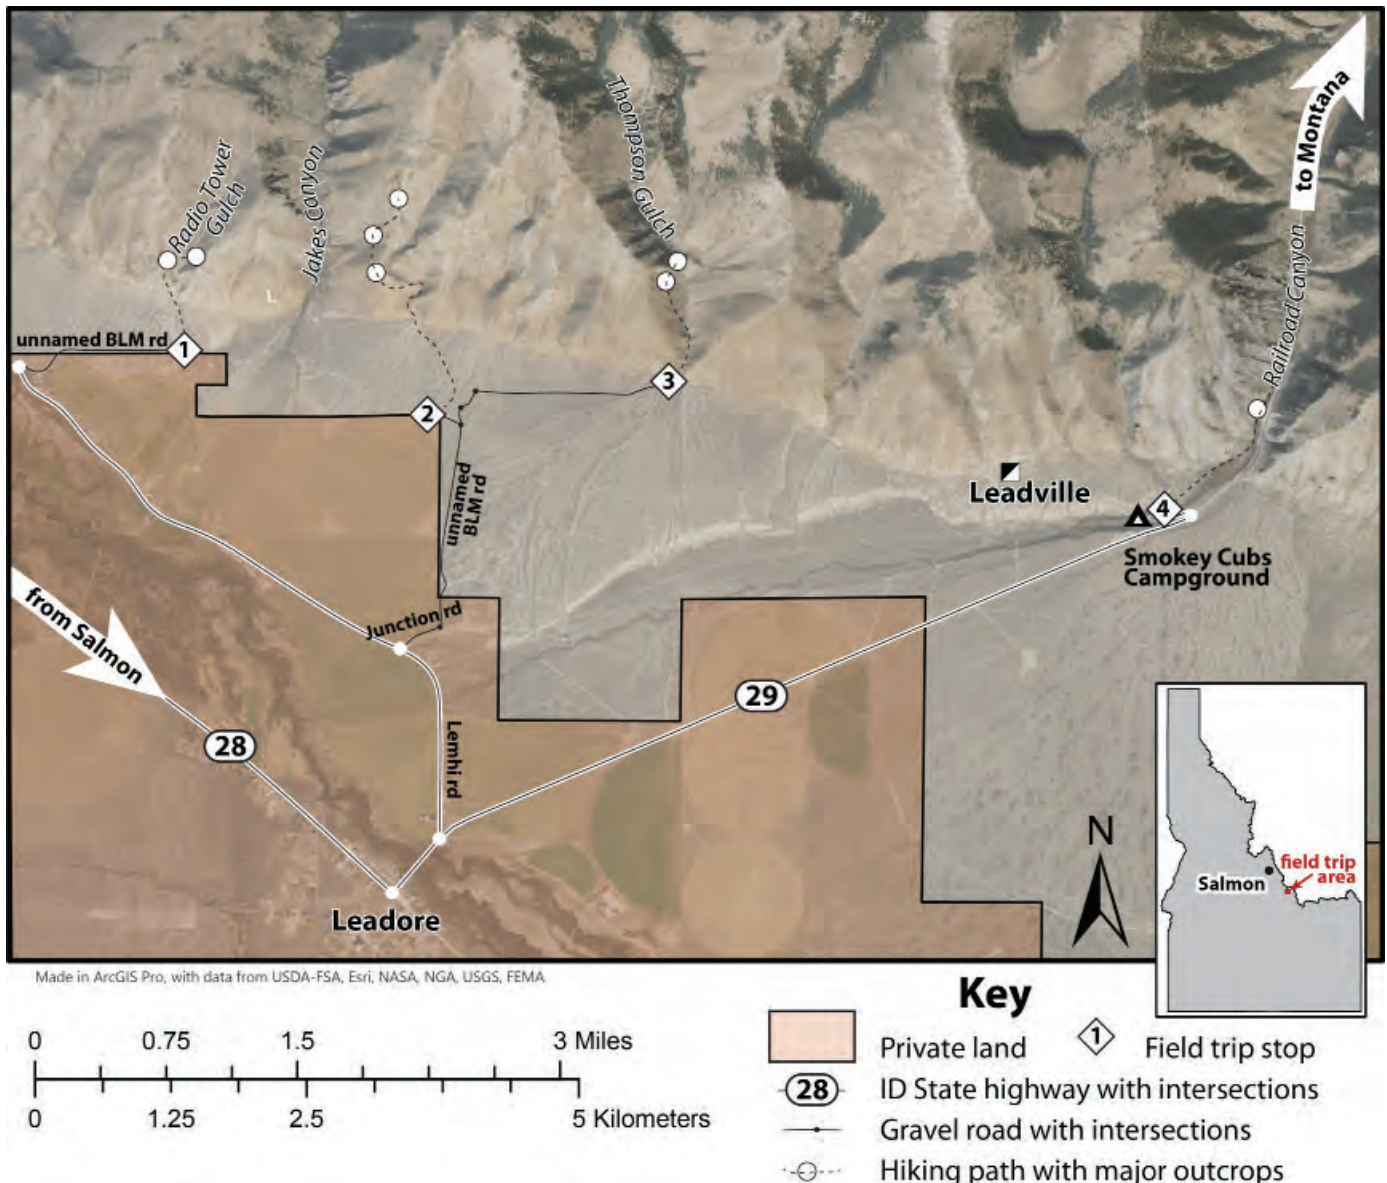 to Montana
Thompson Gulch
Radio Tower
Gulch
Jakes Canyon
Railroad Canyon
L
unnamed BLM rd
1
3
2
unnamed
BLM rd
Leadville
4
Smokey Cubs
Campground
from Salmon
Junction rd
29
28
Lemhi rd
Leadore
N
Salmon
field trip
area
Made in ArcGIS Pro, with data from USDA-FSA, Esri, NASA, NGA, USGS, FEMA
0 0.75 1.5 3 Miles
0 1.25 2.5 5 Kilometers
Key
Private land
1 Field trip stop
28 ID State highway with intersections
Gravel road with intersections
Hiking path with major outcrops